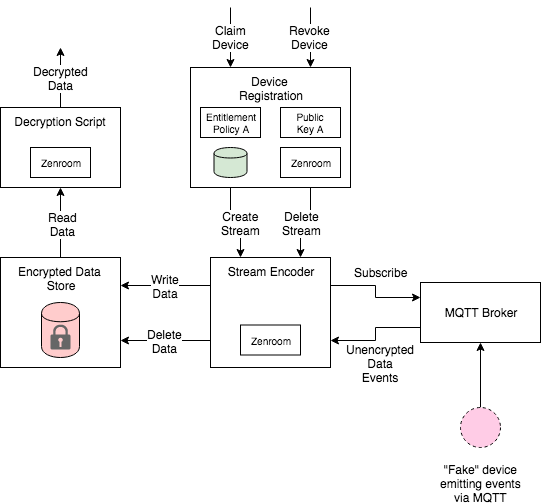 Claim
Device
Revoke
Device
Decrypted
Data
Device
Registration
Entitlement
Policy A
Public
Key A
Zenroom
Decryption Script
Zenroom
Read
Data
Create
Stream
Delete
Stream
Encrypted Data
Store
Write
Data
Delete
Data
Stream Encoder
Zenroom
Subscribe
MQTT Broker
Unencrypted
Data
Events
"Fake" device
emitting events
via MQTT